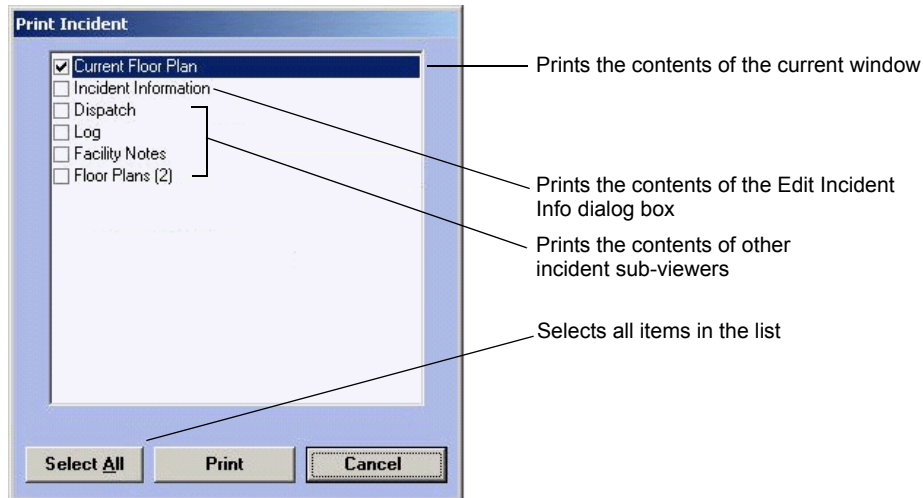 Print Incident
Current Floor Plan
Incident Information
Dispatch
Log
Facility Notes
Floor Plans (2)
Select All
Print
Cancel
Prints the contents of the current window
Prints the contents of the Edit Incident
Info dialog box
Prints the contents of other
incident sub-viewers
Selects all items in the list